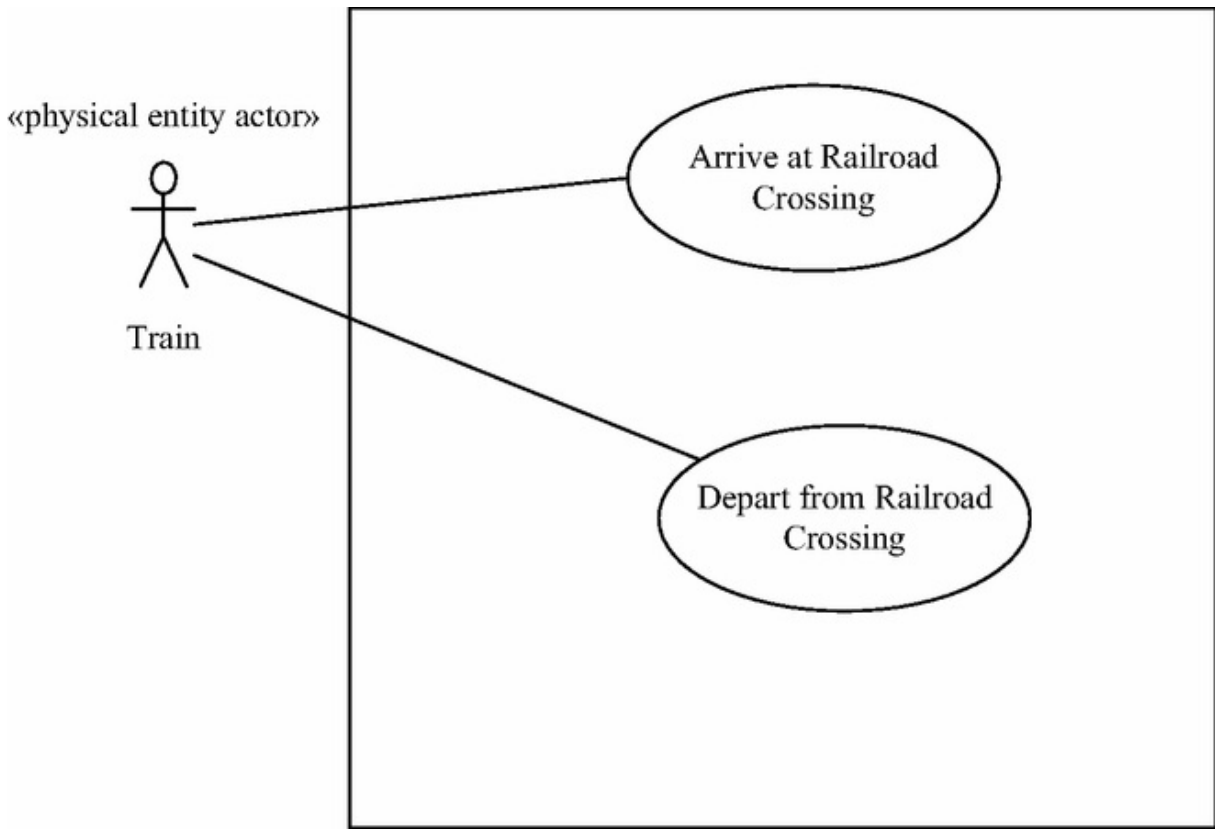 «physical entity actor»
Train
Arrive at Railroad
Crossing
Depart from Railroad
Crossing